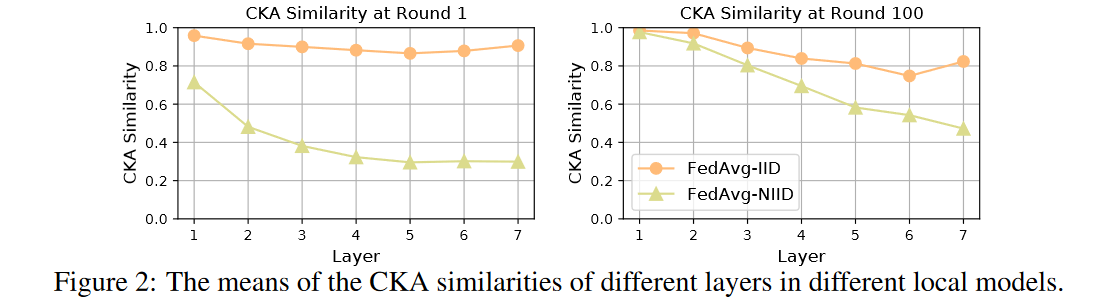 CKA Similarity at Round 1
CKA Similarity
1.0
0.8
0.6
0.4
0.2
0.0
1 2 3 4 5 6 7
Layer
CKA Similarity at Round 100
CKA Similarity
1.0
0.8
0.6
0.4
0.2
0.0
FedAvg-IID
FedAvg-NIID
1 2 3 4 5 6 7
Layer
Figure 2: The means of the CKA similarities of different layers in different local models.